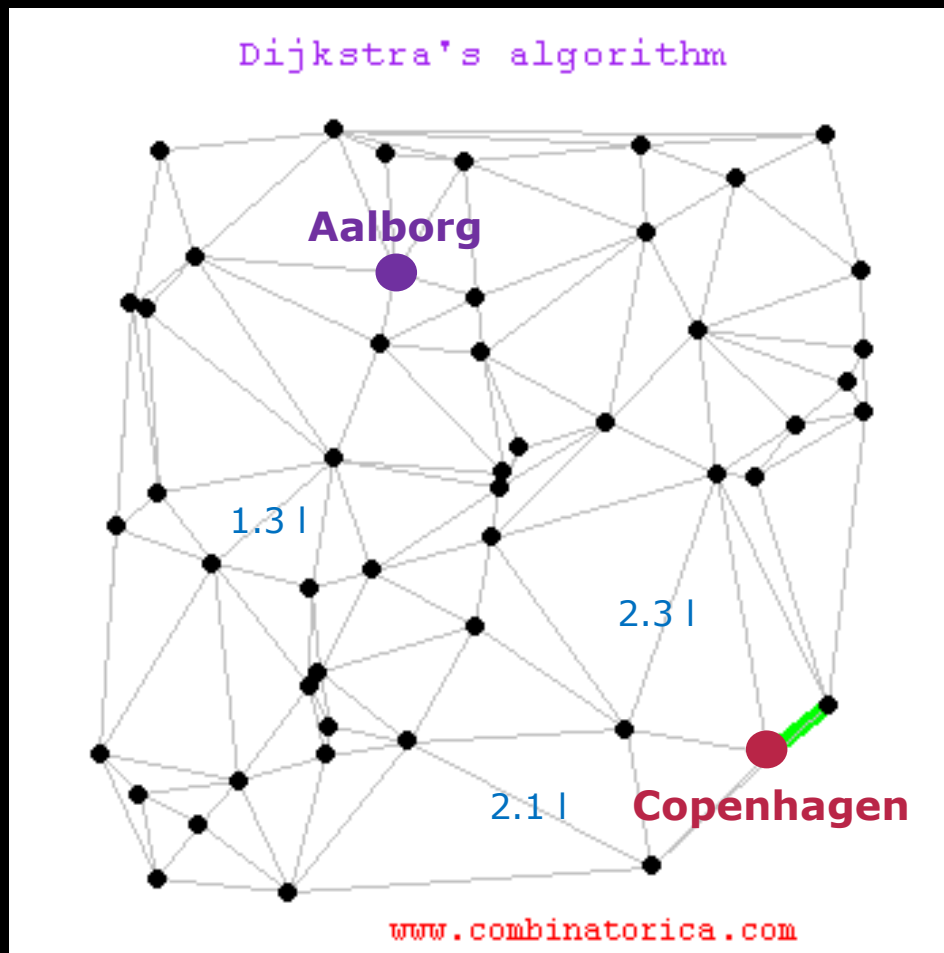 Dijkstra's algorithm
Aalborg
1.3 l
2.3 l
2.1 l
Copenhagen
www.combinatorica.com